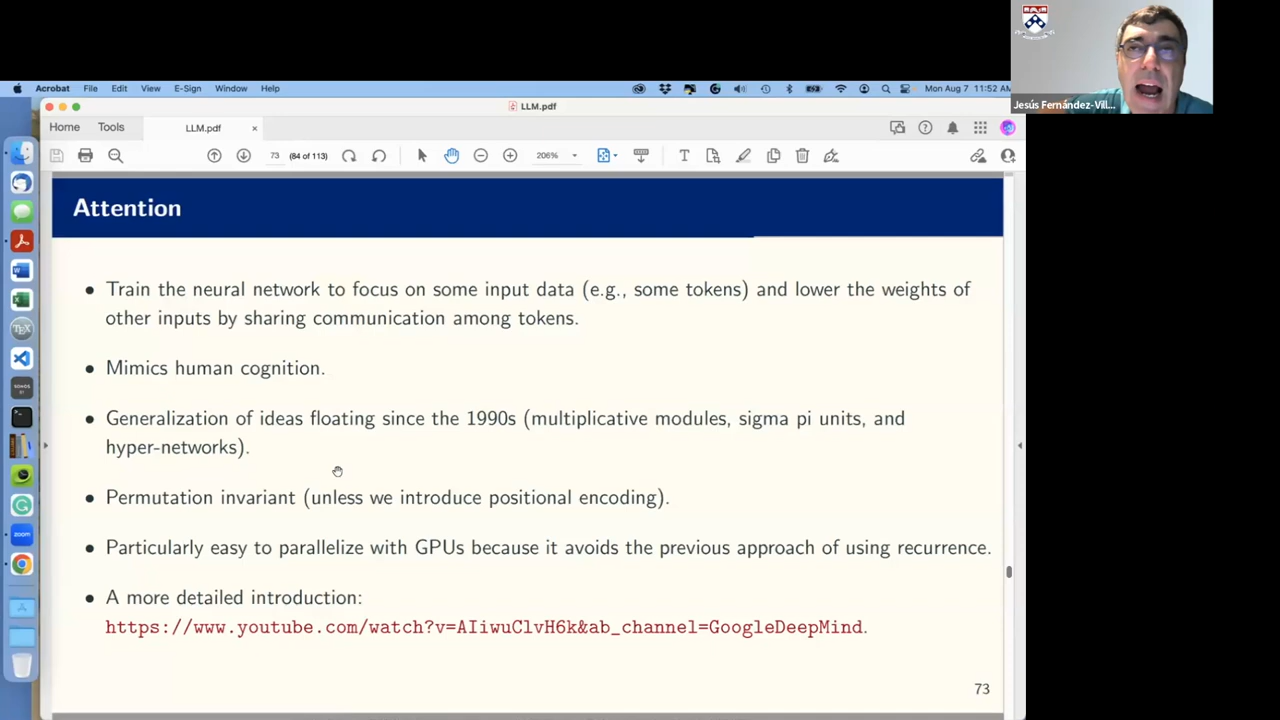 Acrobat File Edit View E-Sign Window Help Mon Aug 7 11:52 AM
LLM.pdf
Home Tools LLM.pdf ×
73 (84 of 113) 206%
Attention
• Train the neural network to focus on some input data (e.g., some tokens) and lower the weights of
other inputs by sharing communication among tokens.
• Mimics human cognition.
• Generalization of ideas floating since the 1990s (multiplicative modules, sigma pi units, and
hyper-networks).
• Permutation invariant (unless we introduce positional encoding).
• Particularly easy to parallelize with GPUs because it avoids the previous approach of using recurrence.
• A more detailed introduction:
https://www.youtube.com/watch?v=AIiwuClvH6k&ab_channel=GoogleDeepMind.
73
Jesús Fernández-Vill...
TEX
zoom